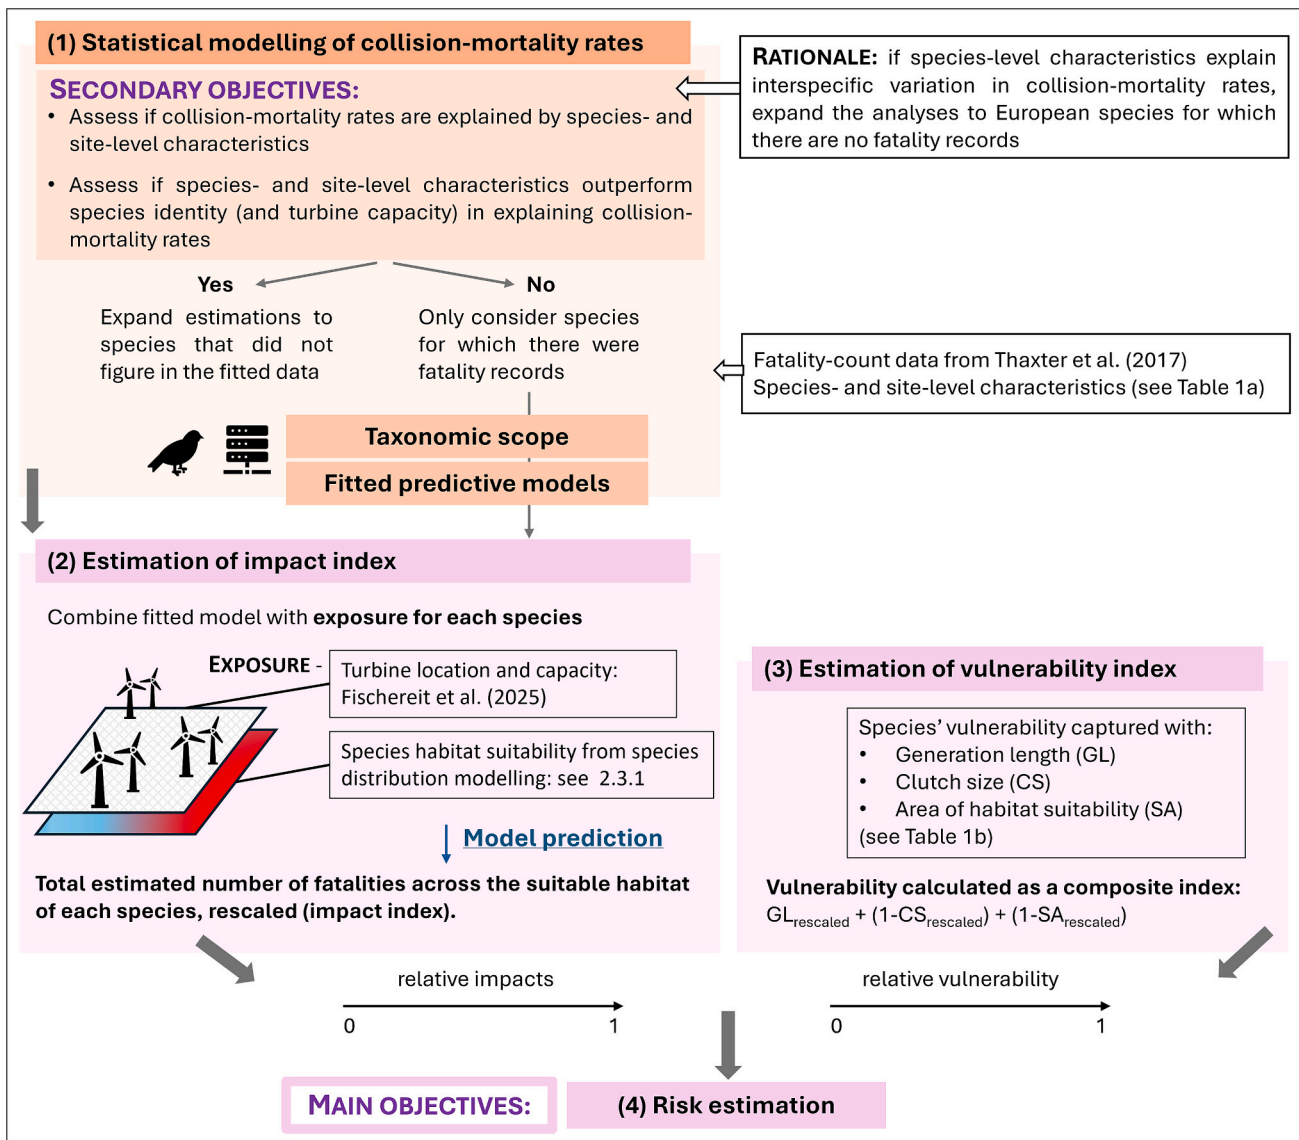 (1) Statistical modelling of collision-mortality rates
SECONDARY OBJECTIVES:
• Assess if collision-mortality rates are explained by species- and
site-level characteristics
• Assess if species- and site-level characteristics outperform
species identity (and turbine capacity) in explaining collision-
mortality rates
RATIONALE: if species-level characteristics explain
interspecific variation in collision-mortality rates,
expand the analyses to European species for which
there are no fatality records
Yes
Expand estimations to
species that did not
figure in the fitted data
No
Only consider species
for which there were
fatality records
Fatality-count data from Thaxter et al. (2017)
Species- and site-level characteristics (see Table 1a)
Taxonomic scope
Fitted predictive models
(2) Estimation of impact index
Combine fitted model with exposure for each species
EXPOSURE -
Turbine location and capacity:
Fischereit et al. (2025)
Species habitat suitability from species
distribution modelling: see 2.3.1
Model prediction
Total estimated number of fatalities across the suitable habitat
of each species, rescaled (impact index).
(3) Estimation of vulnerability index
Species' vulnerability captured with:
• Generation length (GL)
• Clutch size (CS)
• Area of habitat suitability (SA)
(see Table 1b)
Vulnerability calculated as a composite index:
GLrescaled + (1-CSrescaled) + (1-SArescaled)
relative impacts
0 1
relative vulnerability
0 1
MAIN OBJECTIVES:
(4) Risk estimation